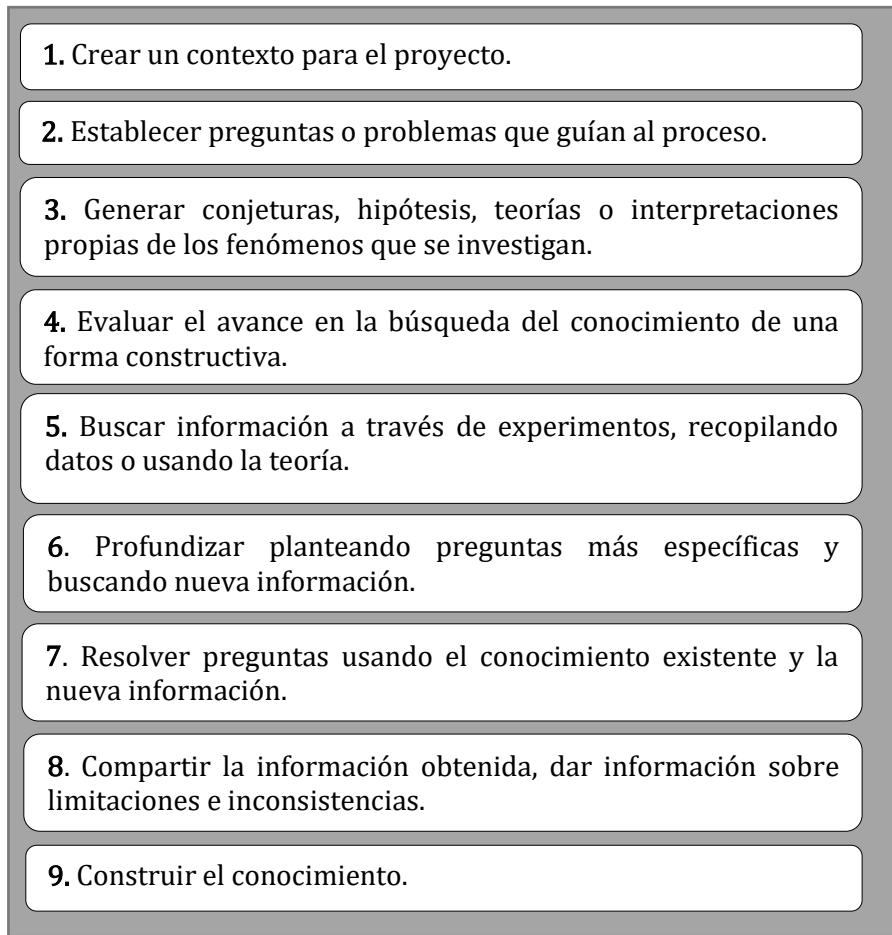 1. Crear un contexto para el proyecto.
2. Establecer preguntas o problemas que guían al proceso.
3. Generar conjeturas, hipótesis, teorías o interpretaciones
propias de los fenómenos que se investigan.
4. Evaluar el avance en la búsqueda del conocimiento de una
forma constructiva.
5. Buscar información a través de experimentos, recopilando
datos o usando la teoría.
6. Profundizar planteando preguntas más específicas y
buscando nueva información.
7. Resolver preguntas usando el conocimiento existente y la
nueva información.
8. Compartir la información obtenida, dar información sobre
limitaciones e inconsistencias.
9. Construir el conocimiento.